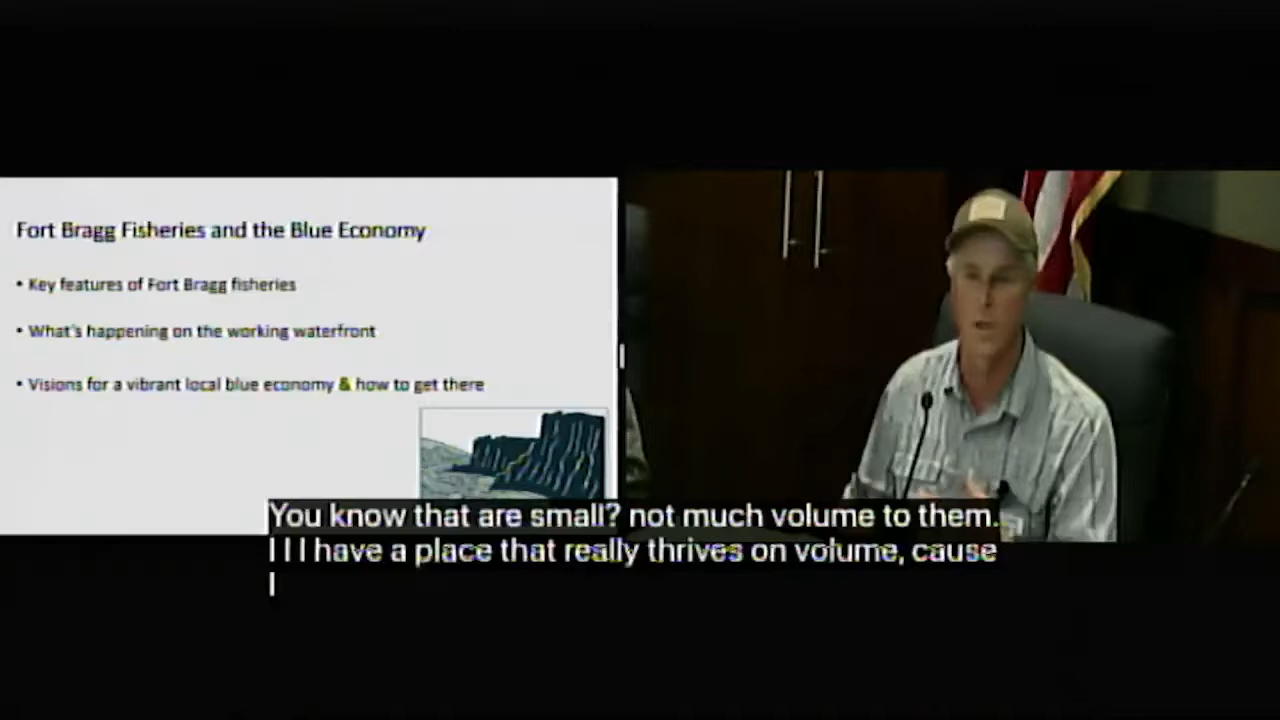 Fort Bragg Fisheries and the Blue Economy
• Key features of Fort Bragg fisheries
• What's happening on the working waterfront
• Visions for a vibrant local blue economy & how to get there
You know that are small? not much volume to them.
I I I have a place that really thrives on volume, cause
I